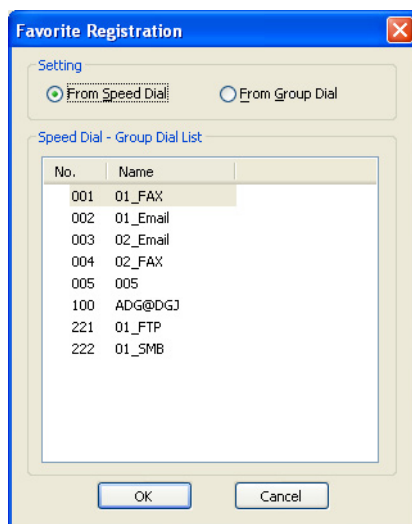 Favorite Registration
Setting
From Speed Dial From Group Dial
Speed Dial - Group Dial List
No. Name
001 01_FAX
002 01_Email
003 02_Email
004 02_FAX
005 005
100 ADG@DGJ
221 01_FTP
222 01_SMB
OK Cancel